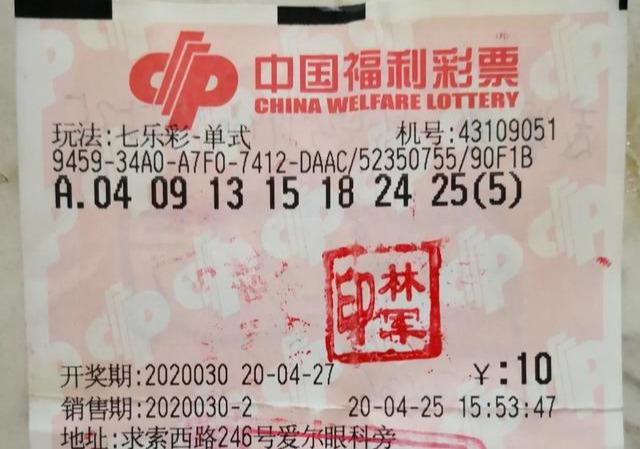 中国福利彩票
CHINA WELFARE LOTTERY
玩法:七乐彩-单式 机号:43109051
9459-34A0-A7F0-7412-DAAC/52350755/90F1B
A.04 09 13 15 18 24 25(5)
印 林军
开奖期:2020030 20-04-27 ¥:10
销售期:2020030-2 20-04-25 15:53:47
地址:求索西路246号爱尔眼科旁